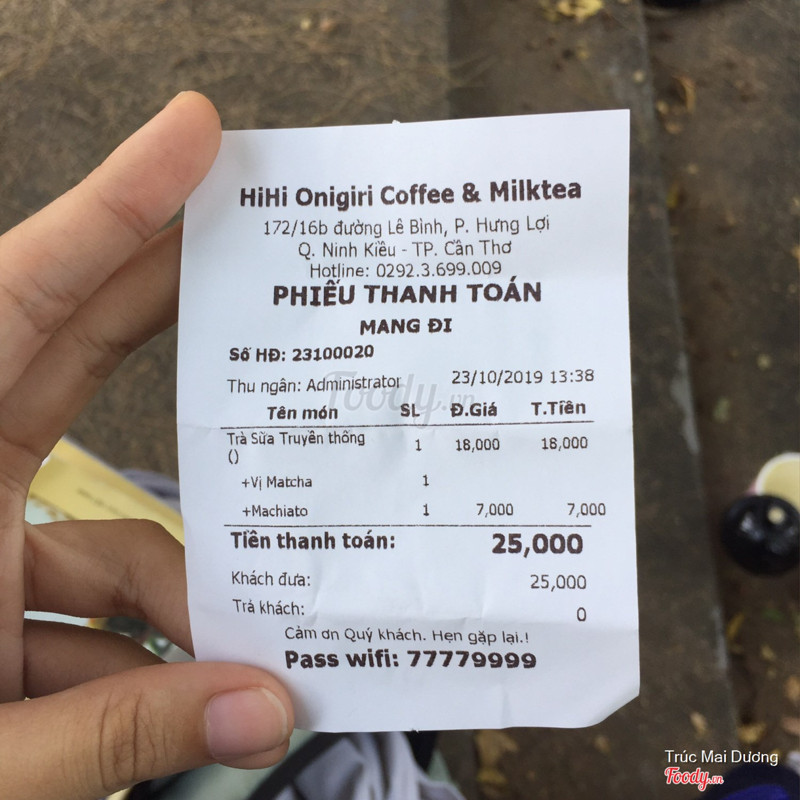 HiHi Onigiri Coffee & Milktea
172/16b đường Lê Bình, P. Hưng Lợi
Q. Ninh Kiều - TP. Cần Thơ
Hotline: 0292.3.699.009
PHIẾU THANH TOÁN
MANG ĐI
Số HĐ: 23100020
Thu ngân: Administrator 23/10/2019 13:38
Foody.vn
Tên món SL Đ.Giá T.Tiền
Trà Sữa Truyền thống 1 18,000 18,000
()
+Vị Matcha 1
+Machiato 1 7,000 7,000
Tiền thanh toán: 25,000
Khách đưa: 25,000
Trả khách: 0
Cảm ơn Quý khách. Hẹn gặp lại.!
Pass wifi: 77779999
Trúc Mai Dương
Foody.vn